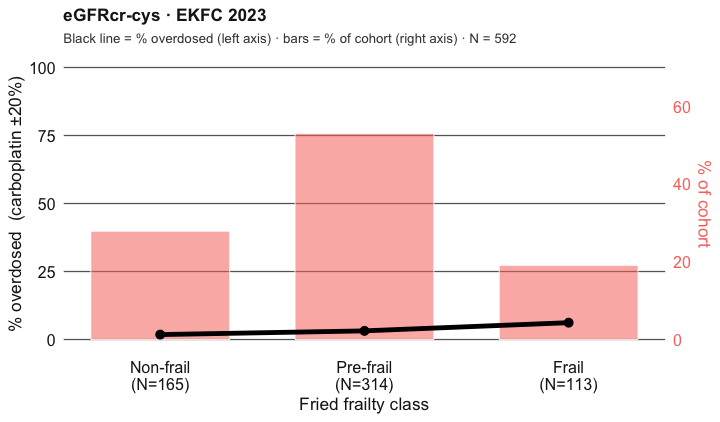 eGFRcr-cys · EKFC 2023
Black line = % overdosed (left axis) · bars = % of cohort (right axis) · N = 592
% overdosed  (carboplatin ±20%)
100
75
50
25
0
60
40
20
0
% of cohort
Non-frail
(N=165)
Pre-frail
(N=314)
Frail
(N=113)
Fried frailty class